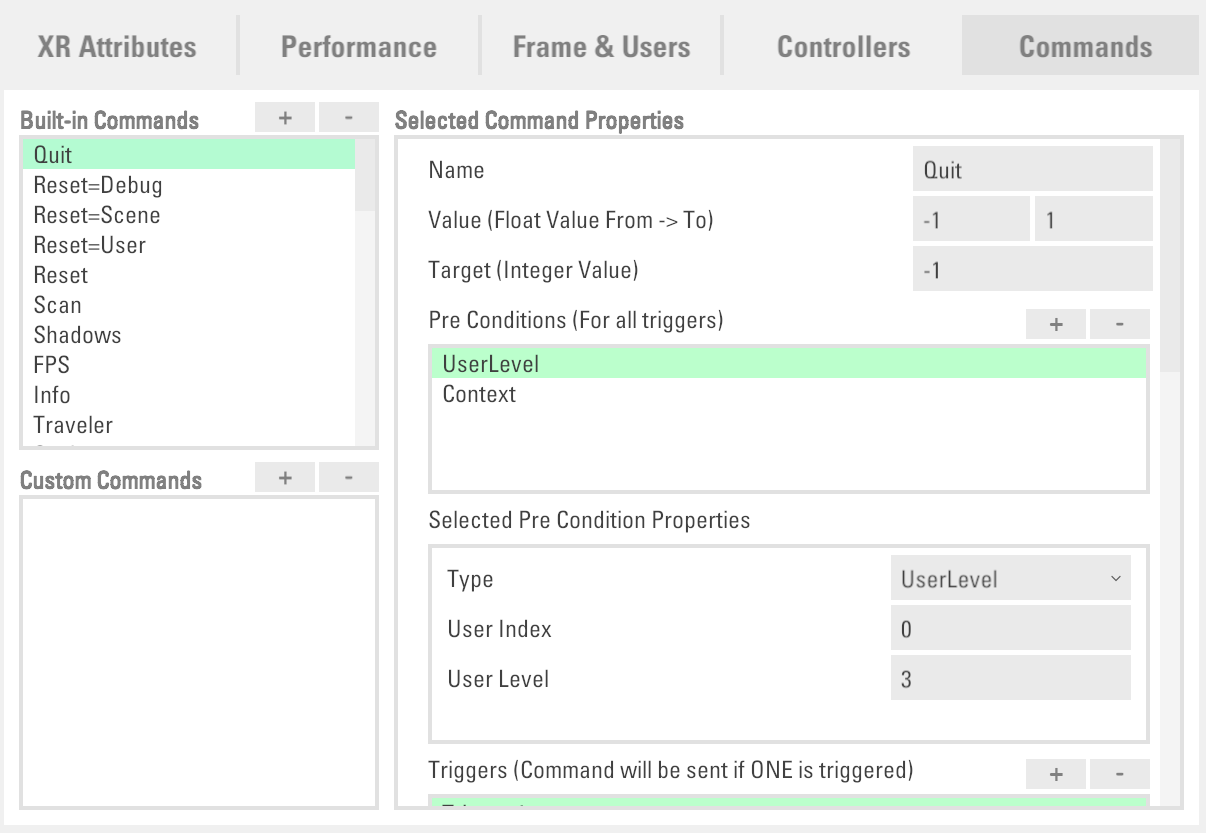 XR Attributes Performance Frame & Users Controllers Commands
Built-in Commands + -
Quit
Reset=Debug
Reset=Scene
Reset=User
Reset
Scan
Shadows
FPS
Info
Traveler
Custom Commands + -
Selected Command Properties
Name Quit
Value (Float Value From -> To) -1 1
Target (Integer Value) -1
Pre Conditions (For all triggers) + -
UserLevel
Context
Selected Pre Condition Properties
Type UserLevel
User Index 0
User Level 3
Triggers (Command will be sent if ONE is triggered) + -